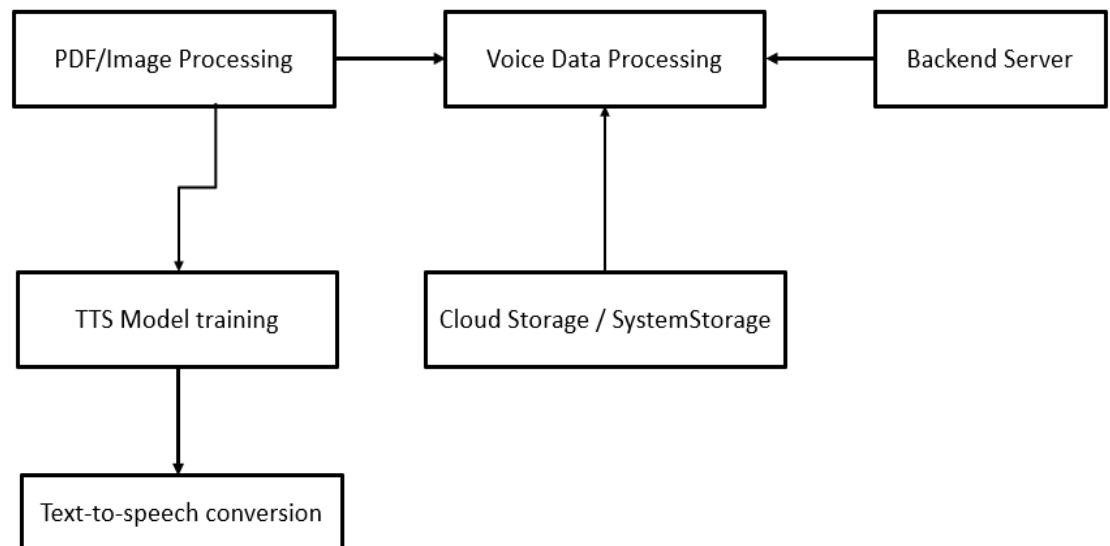 PDF/Image Processing
Voice Data Processing
Backend Server
TTS Model training
Cloud Storage / SystemStorage
Text-to-speech conversion